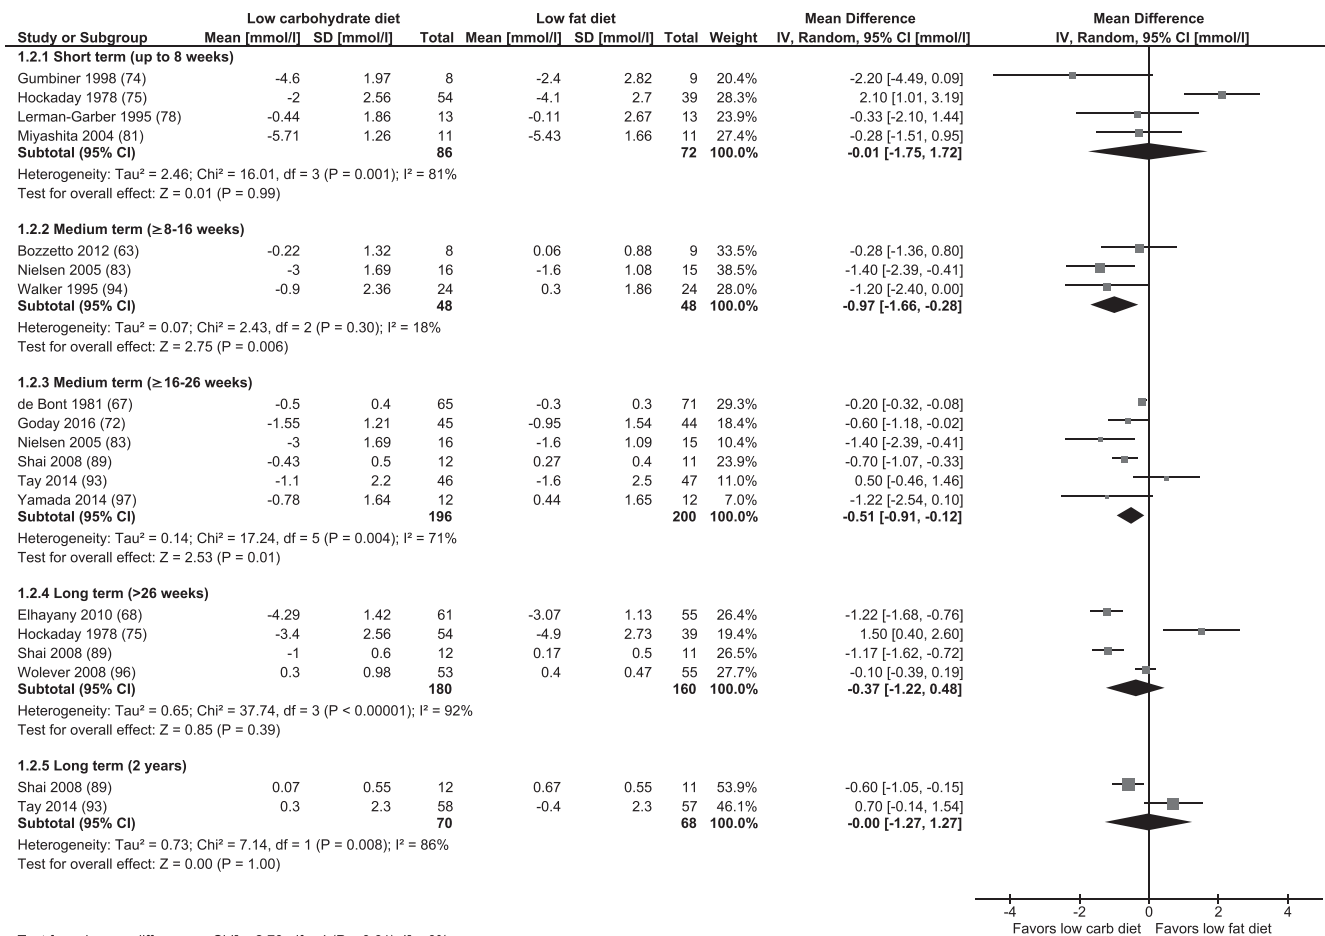 Low carbohydrate diet Low fat diet Mean Difference Mean Difference
Study or Subgroup Mean [mmol/l] SD [mmol/l] Total Mean [mmol/l] SD [mmol/l] Total Weight IV, Random, 95% CI [mmol/l] IV, Random, 95% CI [mmol/l]
1.2.1 Short term (up to 8 weeks)
Gumbiner 1998 (74) -4.6 1.97 8 -2.4 2.82 9 20.4% -2.20 [-4.49, 0.09]
Hockaday 1978 (75) -2 2.56 54 -4.1 2.7 39 28.3% 2.10 [1.01, 3.19]
Lerman-Garber 1995 (78) -0.44 1.86 13 -0.11 2.67 13 23.9% -0.33 [-2.10, 1.44]
Miyashita 2004 (81) -5.71 1.26 11 -5.43 1.66 11 27.4% -0.28 [-1.51, 0.95]
Subtotal (95% CI) 86 72 100.0% -0.01 [-1.75, 1.72]
Heterogeneity: Tau² = 2.46; Chi² = 16.01, df = 3 (P = 0.001); I² = 81%
Test for overall effect: Z = 0.01 (P = 0.99)
1.2.2 Medium term (≥8-16 weeks)
Bozzetto 2012 (63) -0.22 1.32 8 0.06 0.88 9 33.5% -0.28 [-1.36, 0.80]
Nielsen 2005 (83) -3 1.69 16 -1.6 1.08 15 38.5% -1.40 [-2.39, -0.41]
Walker 1995 (94) -0.9 2.36 24 0.3 1.86 24 28.0% -1.20 [-2.40, 0.00]
Subtotal (95% CI) 48 48 100.0% -0.97 [-1.66, -0.28]
Heterogeneity: Tau² = 0.07; Chi² = 2.43, df = 2 (P = 0.30); I² = 18%
Test for overall effect: Z = 2.75 (P = 0.006)
1.2.3 Medium term (≥16-26 weeks)
de Bont 1981 (67) -0.5 0.4 65 -0.3 0.3 71 29.3% -0.20 [-0.32, -0.08]
Goday 2016 (72) -1.55 1.21 45 -0.95 1.54 44 18.4% -0.60 [-1.18, -0.02]
Nielsen 2005 (83) -3 1.69 16 -1.6 1.09 15 10.4% -1.40 [-2.39, -0.41]
Shai 2008 (89) -0.43 0.5 12 0.27 0.4 11 23.9% -0.70 [-1.07, -0.33]
Tay 2014 (93) -1.1 2.2 46 -1.6 2.5 47 11.0% 0.50 [-0.46, 1.46]
Yamada 2014 (97) -0.78 1.64 12 0.44 1.65 12 7.0% -1.22 [-2.54, 0.10]
Subtotal (95% CI) 196 200 100.0% -0.51 [-0.91, -0.12]
Heterogeneity: Tau² = 0.14; Chi² = 17.24, df = 5 (P = 0.004); I² = 71%
Test for overall effect: Z = 2.53 (P = 0.01)
1.2.4 Long term (>26 weeks)
Elhayany 2010 (68) -4.29 1.42 61 -3.07 1.13 55 26.4% -1.22 [-1.68, -0.76]
Hockaday 1978 (75) -3.4 2.56 54 -4.9 2.73 39 19.4% 1.50 [0.40, 2.60]
Shai 2008 (89) -1 0.6 12 0.17 0.5 11 26.5% -1.17 [-1.62, -0.72]
Wolever 2008 (96) 0.3 0.98 53 0.4 0.47 55 27.7% -0.10 [-0.39, 0.19]
Subtotal (95% CI) 180 160 100.0% -0.37 [-1.22, 0.48]
Heterogeneity: Tau² = 0.65; Chi² = 37.74, df = 3 (P < 0.00001); I² = 92%
Test for overall effect: Z = 0.85 (P = 0.39)
1.2.5 Long term (2 years)
Shai 2008 (89) 0.07 0.55 12 0.67 0.55 11 53.9% -0.60 [-1.05, -0.15]
Tay 2014 (93) 0.3 2.3 58 -0.4 2.3 57 46.1% 0.70 [-0.14, 1.54]
Subtotal (95% CI) 70 68 100.0% -0.00 [-1.27, 1.27]
Heterogeneity: Tau² = 0.73; Chi² = 7.14, df = 1 (P = 0.008); I² = 86%
Test for overall effect: Z = 0.00 (P = 1.00)
-4 -2 0 2 4
Favors low carb diet Favors low fat diet